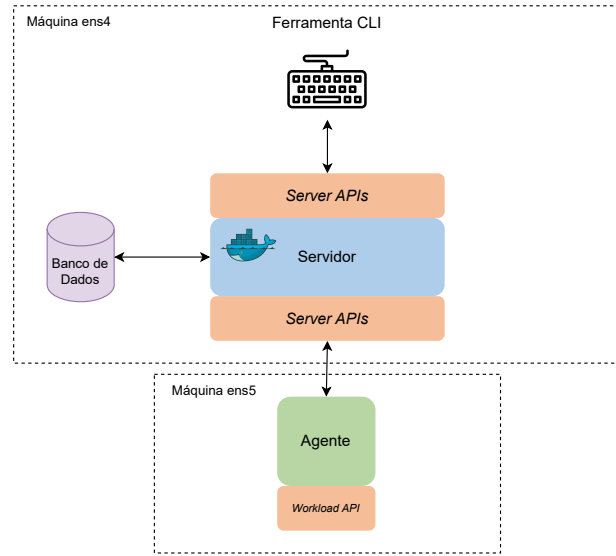 Máquina ens4
Ferramenta CLI
Server APIs
Servidor
Banco de
Dados
Server APIs
Máquina ens5
Agente
Workload API